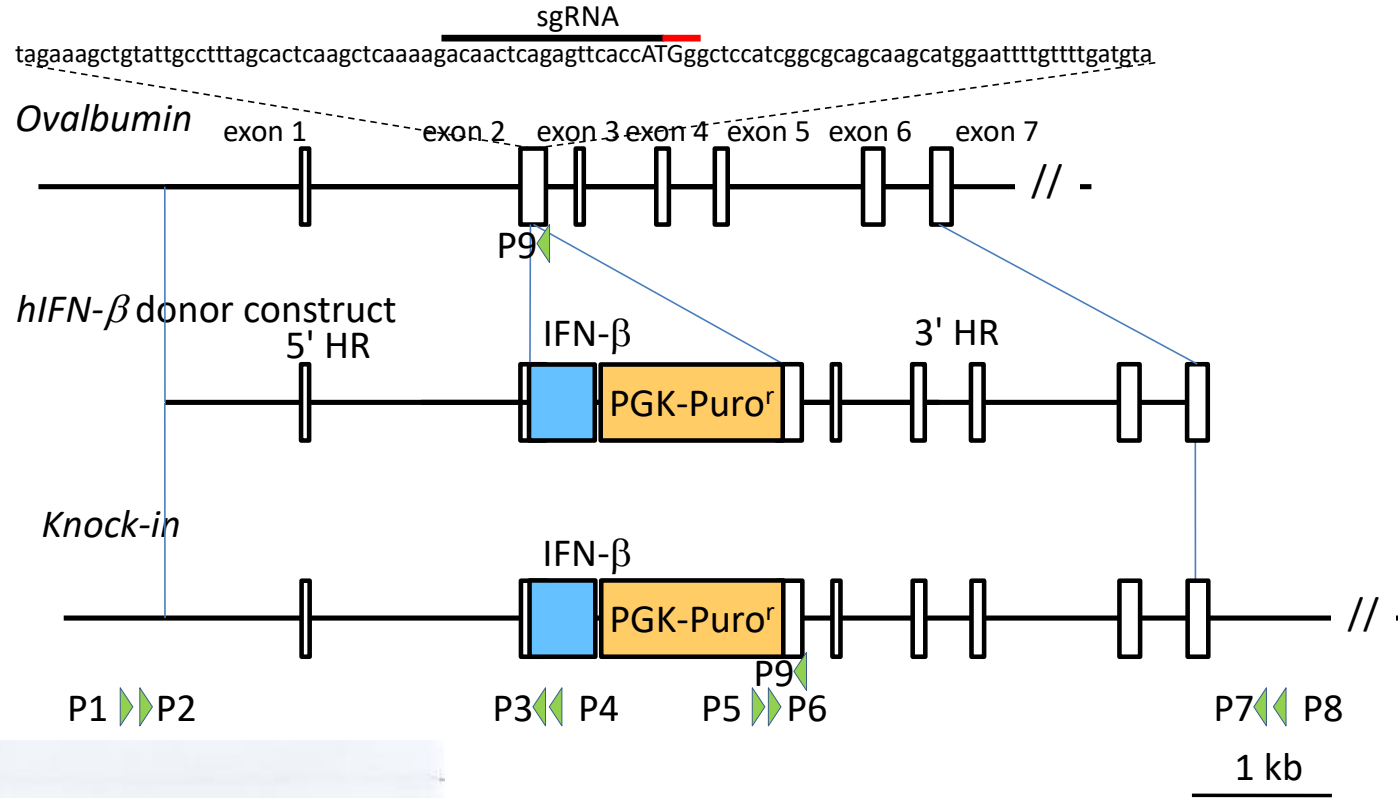 sgRNA
tagaaagctgtattgcctttagcactcaagctcaaaagacaactcagagttcaccATGggctccatcggcgcagcaagcatggaattttgttttgatgta
Ovalbumin
exon 1 exon 2 exon 3 exon 4 exon 5 exon 6 exon 7
//
P9
hIFN-β donor construct
5' HR IFN-β 3' HR
PGK-Puroʳ
Knock-in
IFN-β
PGK-Puroʳ //
P9
P1 P2 P3 P4 P5 P6 P7 P8
1 kb